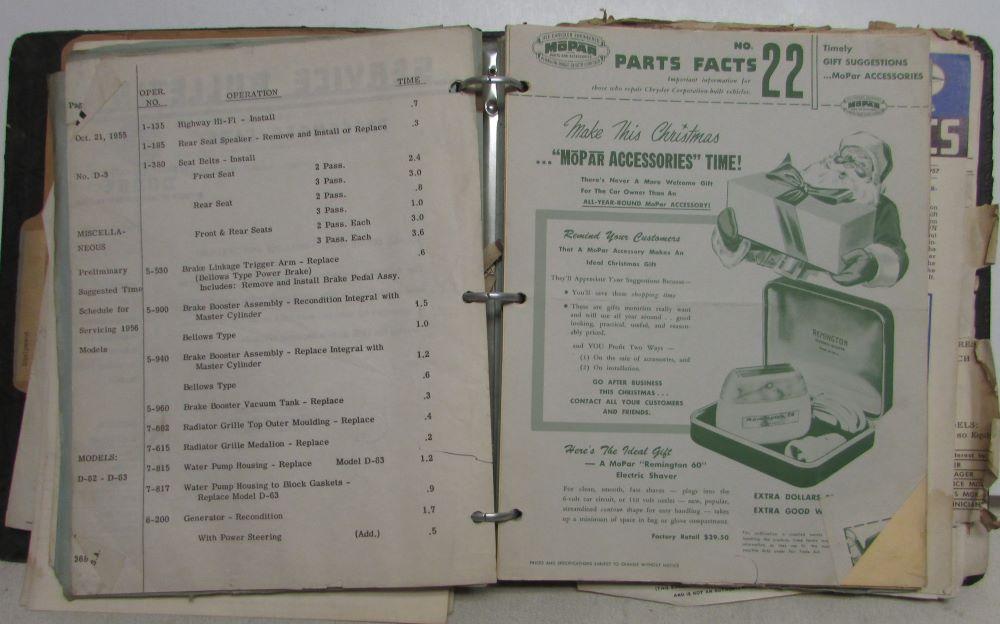 OPER. NO. OPERATION TIME
Pag
1-135 Highway Hi-Fi - Install .7
Oct. 21, 1955
1-185 Rear Seat Speaker - Remove and Install or Replace .3
1-380 Seat Belts - Install
No. D-3
Front Seat 2 Pass. 2.4
3 Pass. 3.0
Rear Seat 2 Pass. .8
3 Pass. 1.0
MISCELLA-
NEOUS
Front & Rear Seats 2 Pass. Each 3.0
3 Pass. Each 3.6
Preliminary
Suggested Time
Schedule for
Servicing 1956
Models
5-530 Brake Linkage Trigger Arm - Replace .6
(Bellows Type Power Brake)
Includes: Remove and Install Brake Pedal Assy.
5-900 Brake Booster Assembly - Recondition Integral with
Master Cylinder 1.5
Bellows Type 1.0
5-940 Brake Booster Assembly - Replace Integral with
Master Cylinder 1.2
Bellows Type .6
5-960 Brake Booster Vacuum Tank - Replace .3
7-602 Radiator Grille Top Outer Moulding - Replace .4
7-615 Radiator Grille Medalion - Replace .2
MODELS:
D-62 - D-63
7-815 Water Pump Housing - Replace Model D-63 1.2
7-817 Water Pump Housing to Block Gaskets -
Replace Model D-63 .9
6-200 Generator - Recondition 1.7
With Power Steering (Add.) .5
MOPAR
PARTS AND ACCESSORIES
NO. 22
PARTS FACTS
Important information for
those who repair Chrysler Corporation-built vehicles.
Timely
GIFT SUGGESTIONS
...MoPar ACCESSORIES
MOPAR
Make This Christmas
... "MOPAR ACCESSORIES" TIME!
There's Never A More Welcome Gift
For The Car Owner Than An
ALL-YEAR-ROUND MoPar ACCESSORY!
Remind Your Customers
That A MoPar Accessory Makes An
Ideal Christmas Gift
They'll Appreciate Your Suggestions Because—
• You'll save them shopping time
• These are gifts motorists really want
and will use all year around . . good
looking, practical, useful, and reason-
ably priced.
and YOU Profit Two Ways —
(1) On the sale of accessories, and
(2) On installation.
GO AFTER BUSINESS
THIS CHRISTMAS . . .
CONTACT ALL YOUR CUSTOMERS
AND FRIENDS.
REMINGTON
Here's The Ideal Gift
— A MoPar "Remington 60"
Electric Shaver
For clean, smooth, fast shaves — plugs into the
6-volt car circuit, or 110 volt outlet — new, popular,
streamlined contour shape for easy handling — takes
up a minimum of space in bag or glove compartment.
Factory Retail $29.50
EXTRA DOLLARS
EXTRA GOOD W
PRICES AND SPECIFICATIONS SUBJECT TO CHANGE WITHOUT NOTICE
CS
MODELS: